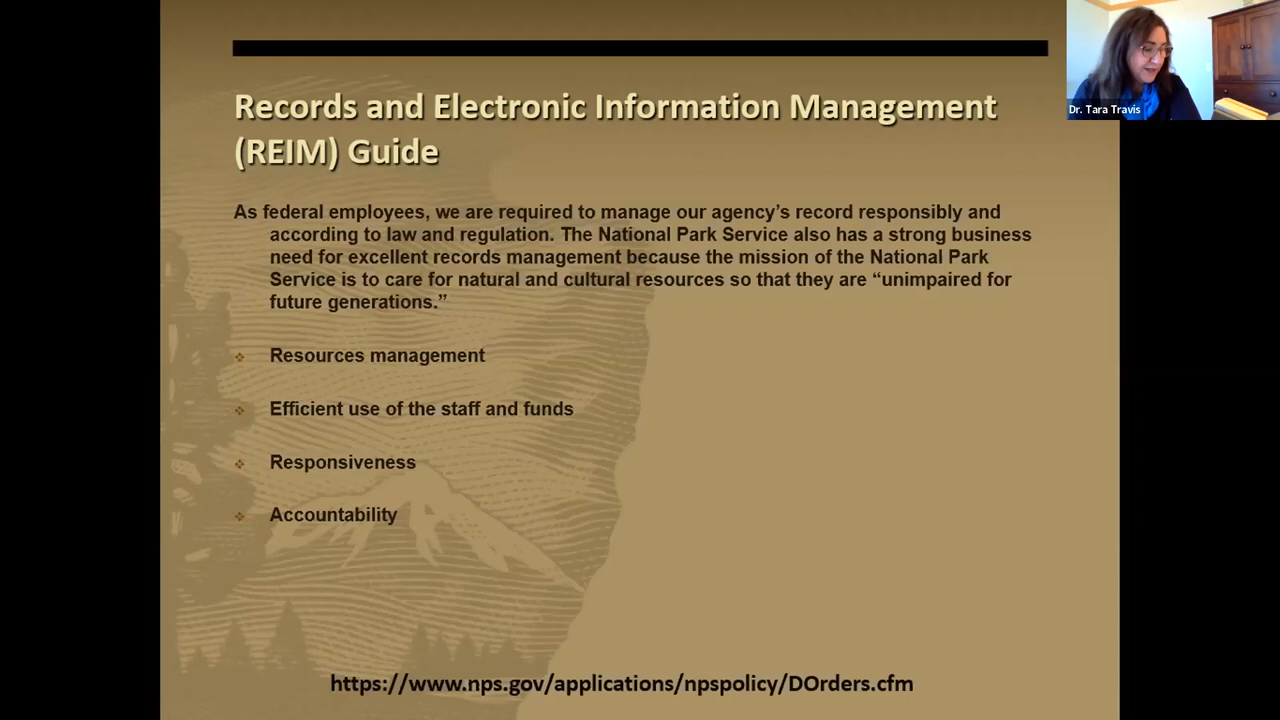 Records and Electronic Information Management
(REIM) Guide
As federal employees, we are required to manage our agency’s record responsibly and
according to law and regulation. The National Park Service also has a strong business
need for excellent records management because the mission of the National Park
Service is to care for natural and cultural resources so that they are “unimpaired for
future generations.”
Resources management
Efficient use of the staff and funds
Responsiveness
Accountability
https://www.nps.gov/applications/npspolicy/DOrders.cfm
Dr. Tara Travis